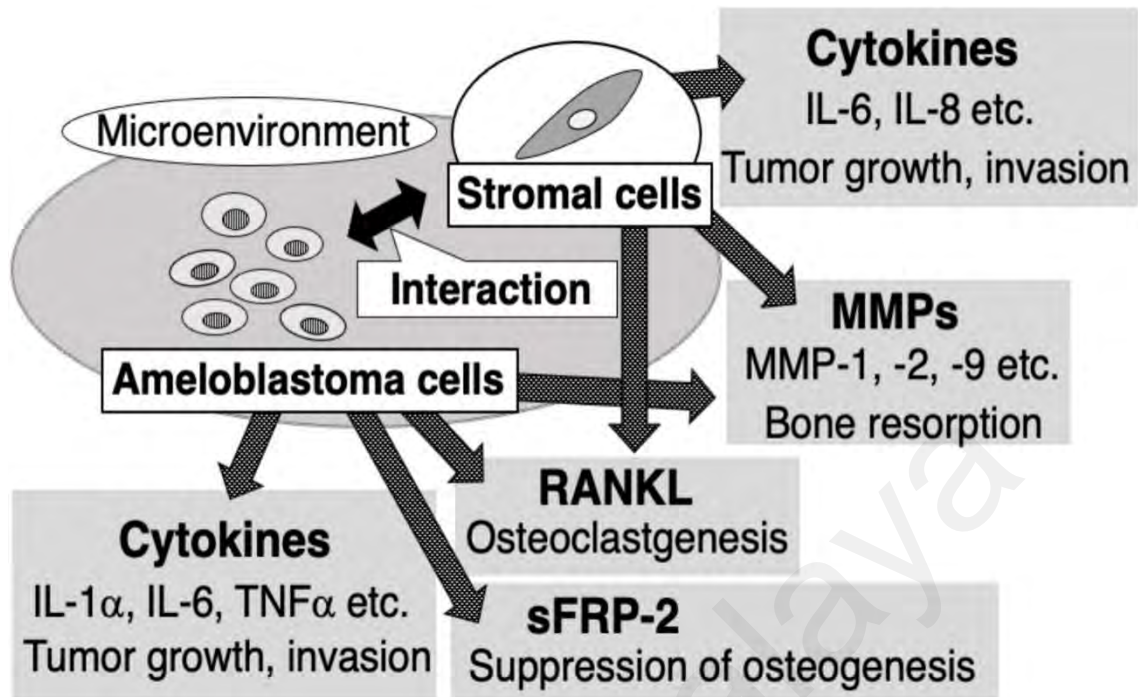 Cytokines
IL-6, IL-8 etc.
Tumor growth, invasion
Microenvironment
Stromal cells
Interaction
MMPs
MMP-1, -2, -9 etc.
Bone resorption
Ameloblastoma cells
RANKL
Osteoclastgenesis
Cytokines
IL-1α, IL-6, TNFα etc.
Tumor growth, invasion
sFRP-2
Suppression of osteogenesis
laya